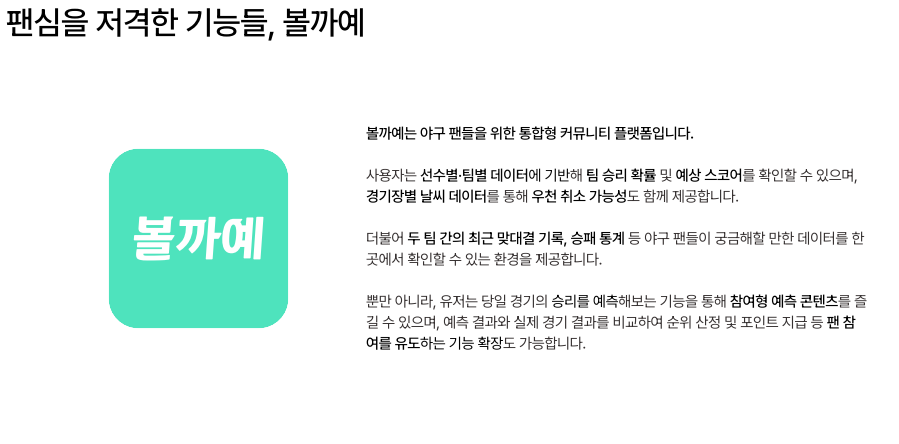 팬심을 저격한 기능들, 볼까예
볼까예
볼까예는 야구 팬들을 위한 통합형 커뮤니티 플랫폼입니다.
사용자는 선수별·팀별 데이터에 기반해 팀 승리 확률 및 예상 스코어를 확인할 수 있으며,
경기장별 날씨 데이터를 통해 우천 취소 가능성도 함께 제공합니다.
더불어 두 팀 간의 최근 맞대결 기록, 승패 통계 등 야구 팬들이 궁금해할 만한 데이터를 한
곳에서 확인할 수 있는 환경을 제공합니다.
뿐만 아니라, 유저는 당일 경기의 승리를 예측해보는 기능을 통해 참여형 예측 콘텐츠를 즐
길 수 있으며, 예측 결과와 실제 경기 결과를 비교하여 순위 산정 및 포인트 지급 등 팬 참
여를 유도하는 기능 확장도 가능합니다.